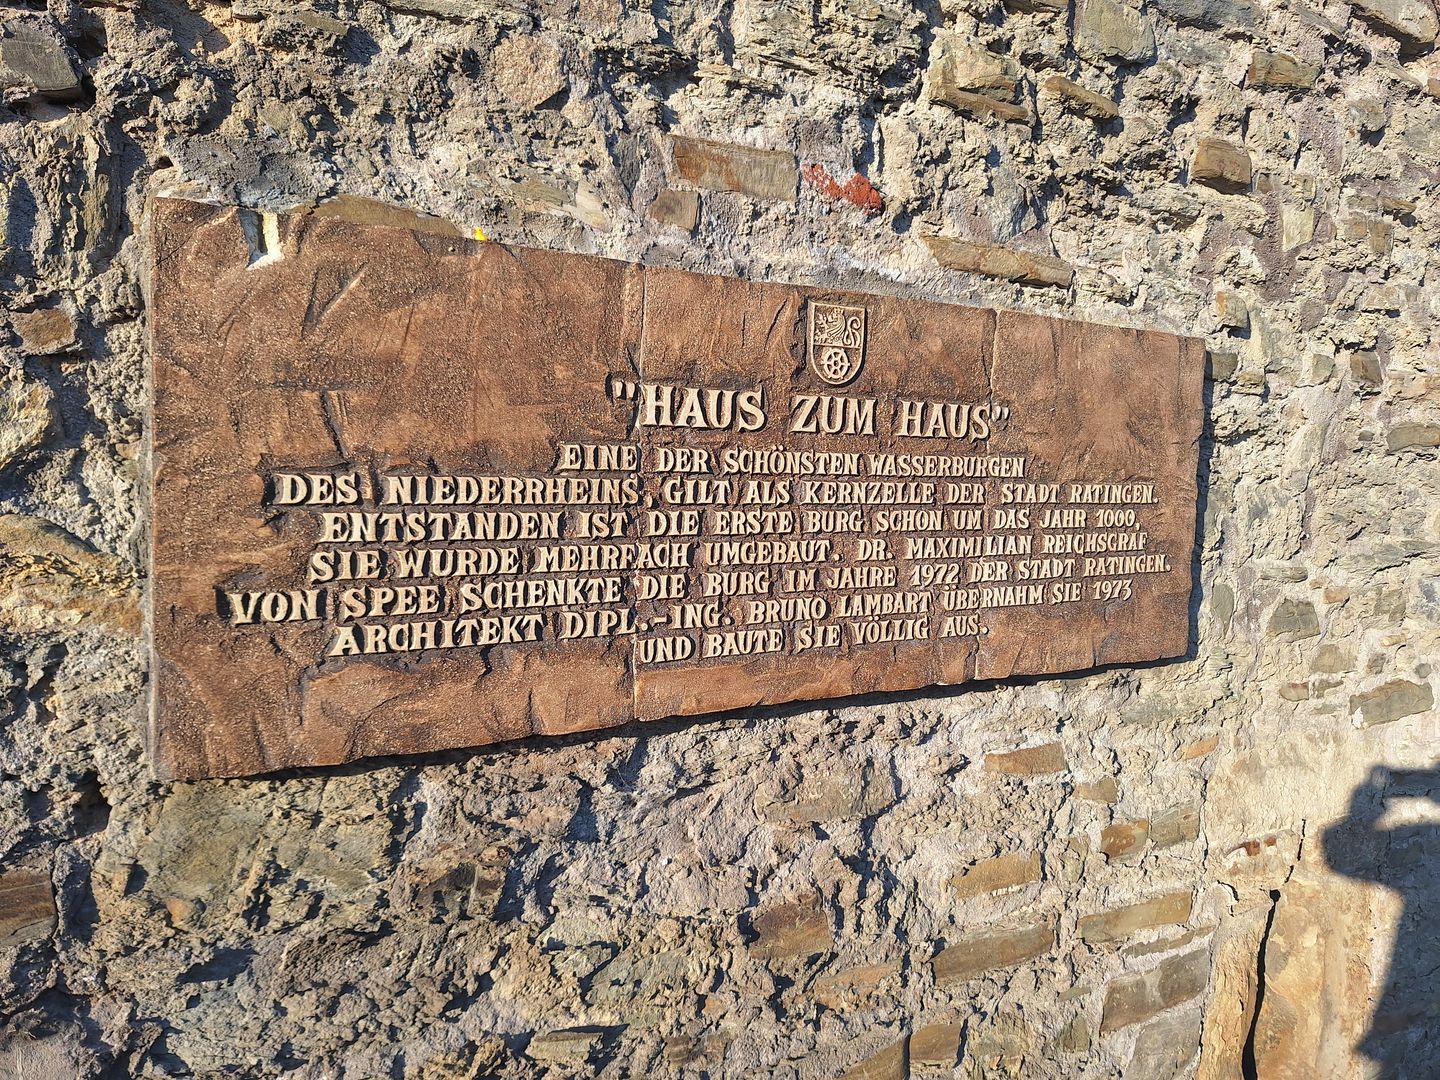 "HAUS ZUM HAUS"
EINE DER SCHÖNSTEN WASSERBURGEN
DES NIEDERRHEINS, GILT ALS KERNZELLE DER STADT RATINGEN.
ENTSTANDEN IST DIE ERSTE BURG SCHON UM DAS JAHR 1000,
SIE WURDE MEHRFACH UMGEBAUT. DR. MAXIMILIAN REICHSGRAF
VON SPEE SCHENKTE DIE BURG IM JAHRE 1972 DER STADT RATINGEN.
ARCHITEKT DIPL.-ING. BRUNO LAMBART ÜBERNAHM SIE 1973
UND BAUTE SIE VÖLLIG AUS.